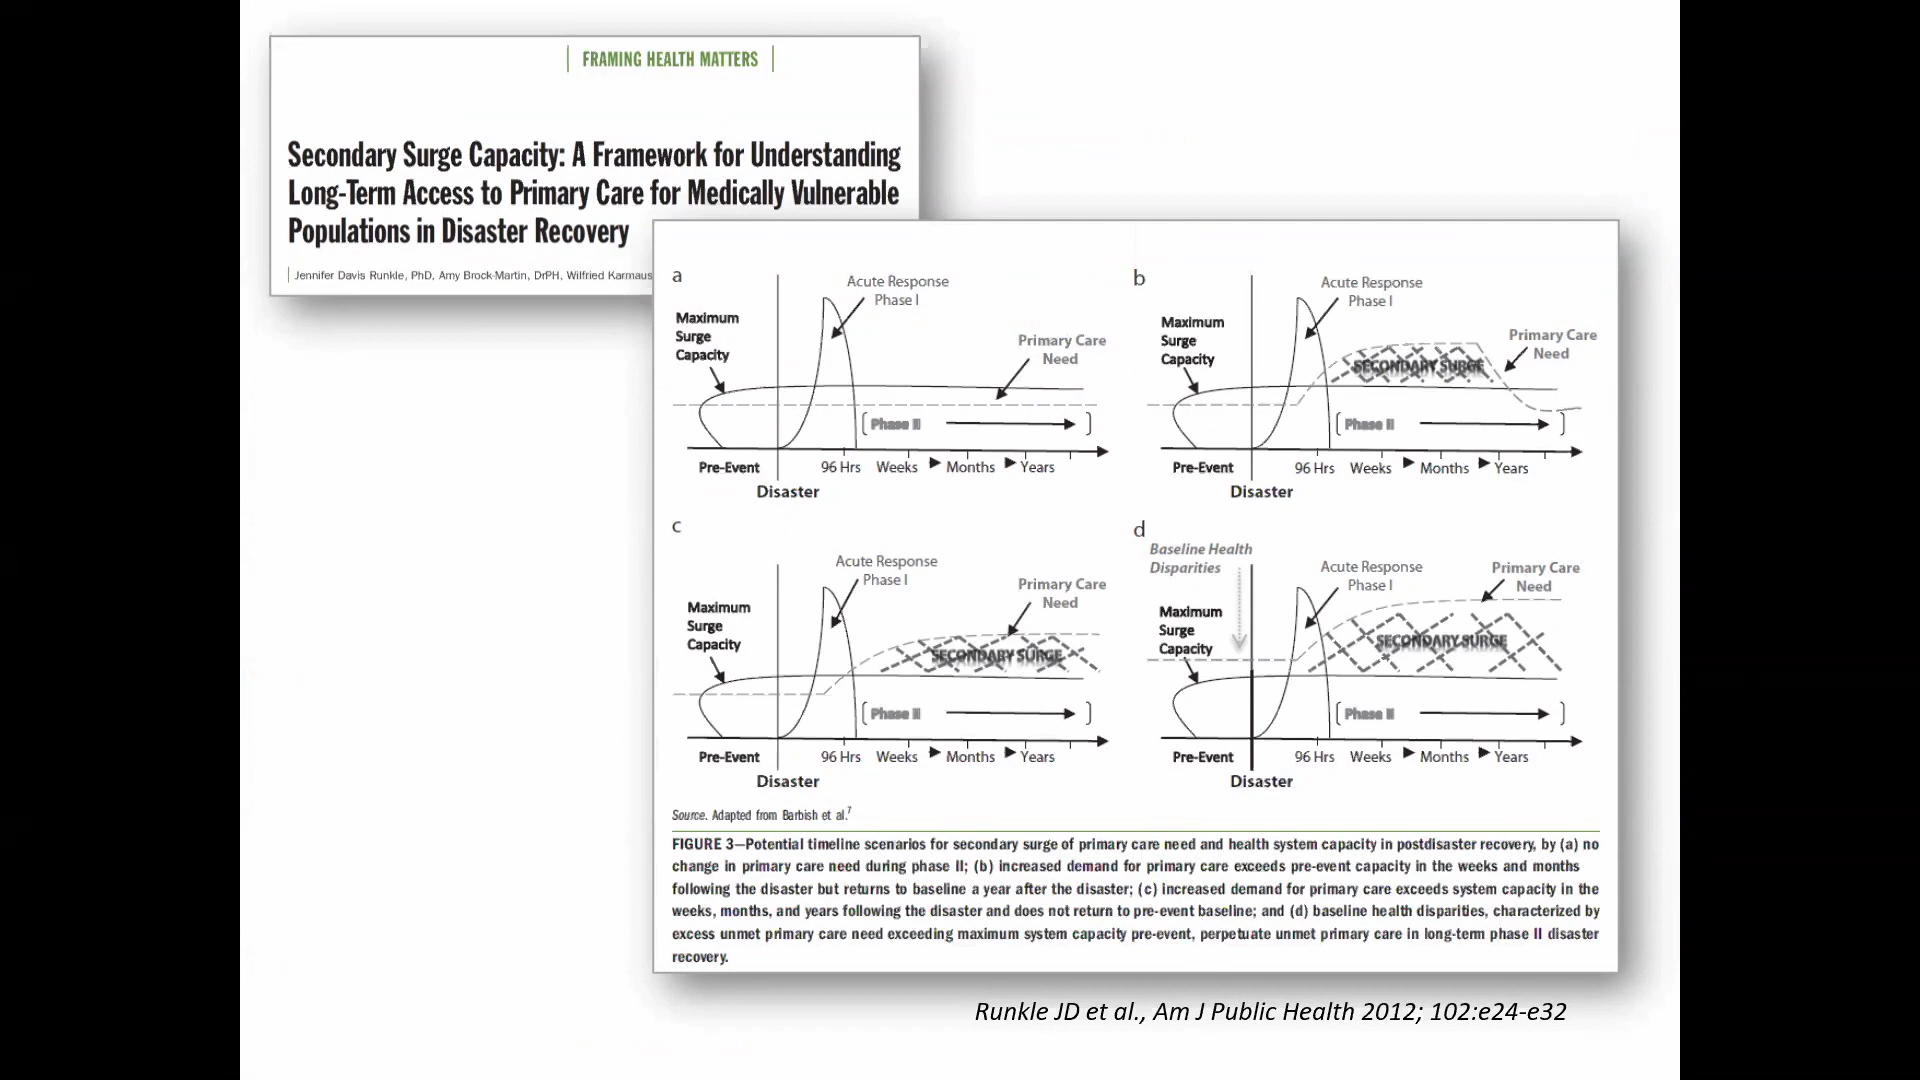 | FRAMING HEALTH MATTERS |
Secondary Surge Capacity: A Framework for Understanding
Long-Term Access to Primary Care for Medically Vulnerable
Populations in Disaster Recovery
Jennifer Davis Runkle, PhD, Amy Brock-Martin, DrPH, Wilfried Karmaus
a
Acute Response
Phase I
Maximum
Surge
Capacity
Primary Care
Need
Phase II
Pre-Event
96 Hrs
Weeks
Months
Years
Disaster
b
Acute Response
Phase I
Maximum
Surge
Capacity
Primary Care
Need
SECONDARY SURGE
Phase II
Pre-Event
96 Hrs
Weeks
Months
Years
Disaster
c
Acute Response
Phase I
Maximum
Surge
Capacity
Primary Care
Need
SECONDARY SURGE
Phase II
Pre-Event
96 Hrs
Weeks
Months
Years
Disaster
d
Baseline Health
Disparities
Acute Response
Phase I
Maximum
Surge
Capacity
Primary Care
Need
SECONDARY SURGE
Phase II
Pre-Event
96 Hrs
Weeks
Months
Years
Disaster
Source. Adapted from Barbish et al.7
FIGURE 3—Potential timeline scenarios for secondary surge of primary care need and health system capacity in postdisaster recovery, by (a) no
change in primary care need during phase II; (b) increased demand for primary care exceeds pre-event capacity in the weeks and months
following the disaster but returns to baseline a year after the disaster; (c) increased demand for primary care exceeds system capacity in the
weeks, months, and years following the disaster and does not return to pre-event baseline; and (d) baseline health disparities, characterized by
excess unmet primary care need exceeding maximum system capacity pre-event, perpetuate unmet primary care in long-term phase II disaster
recovery.
Runkle JD et al., Am J Public Health 2012; 102:e24-e32